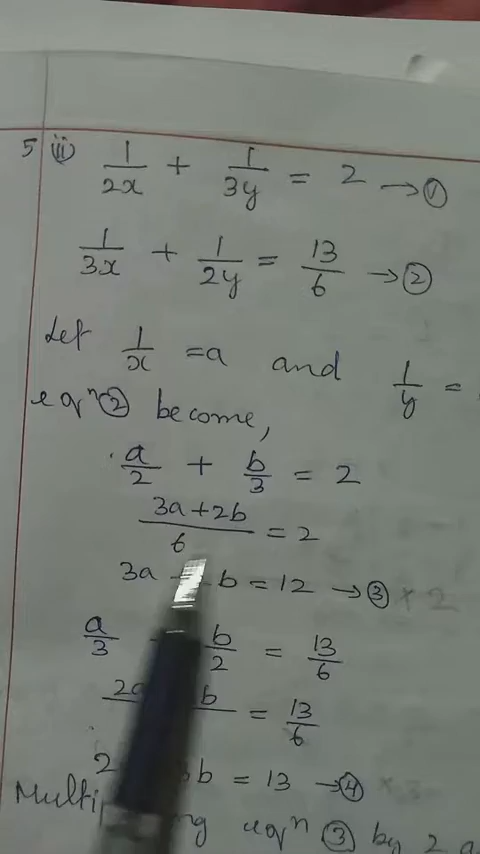 5 (ii) 1/2x + 1/3y = 2 → ①
1/3x + 1/2y = 13/6 → ②
Let 1/x = a and 1/y =
eqⁿ ② become,
a/2 + b/3 = 2
3a + 2b / 6 = 2
3a b = 12 → ③ × 2
a/3 b/2 = 13/6
2a b = 13/6
2 3b = 13 → ④ ×
eqⁿ ③ by 2